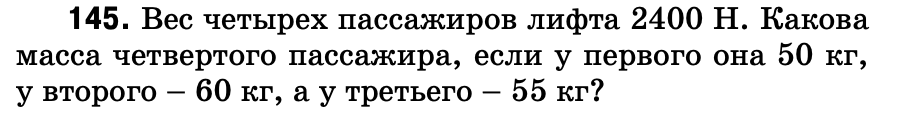 145. Вес четырех пассажиров лифта 2400 Н. Какова
масса четвертого пассажира, если у первого она 50 кг,
у второго – 60 кг, а у третьего – 55 кг?